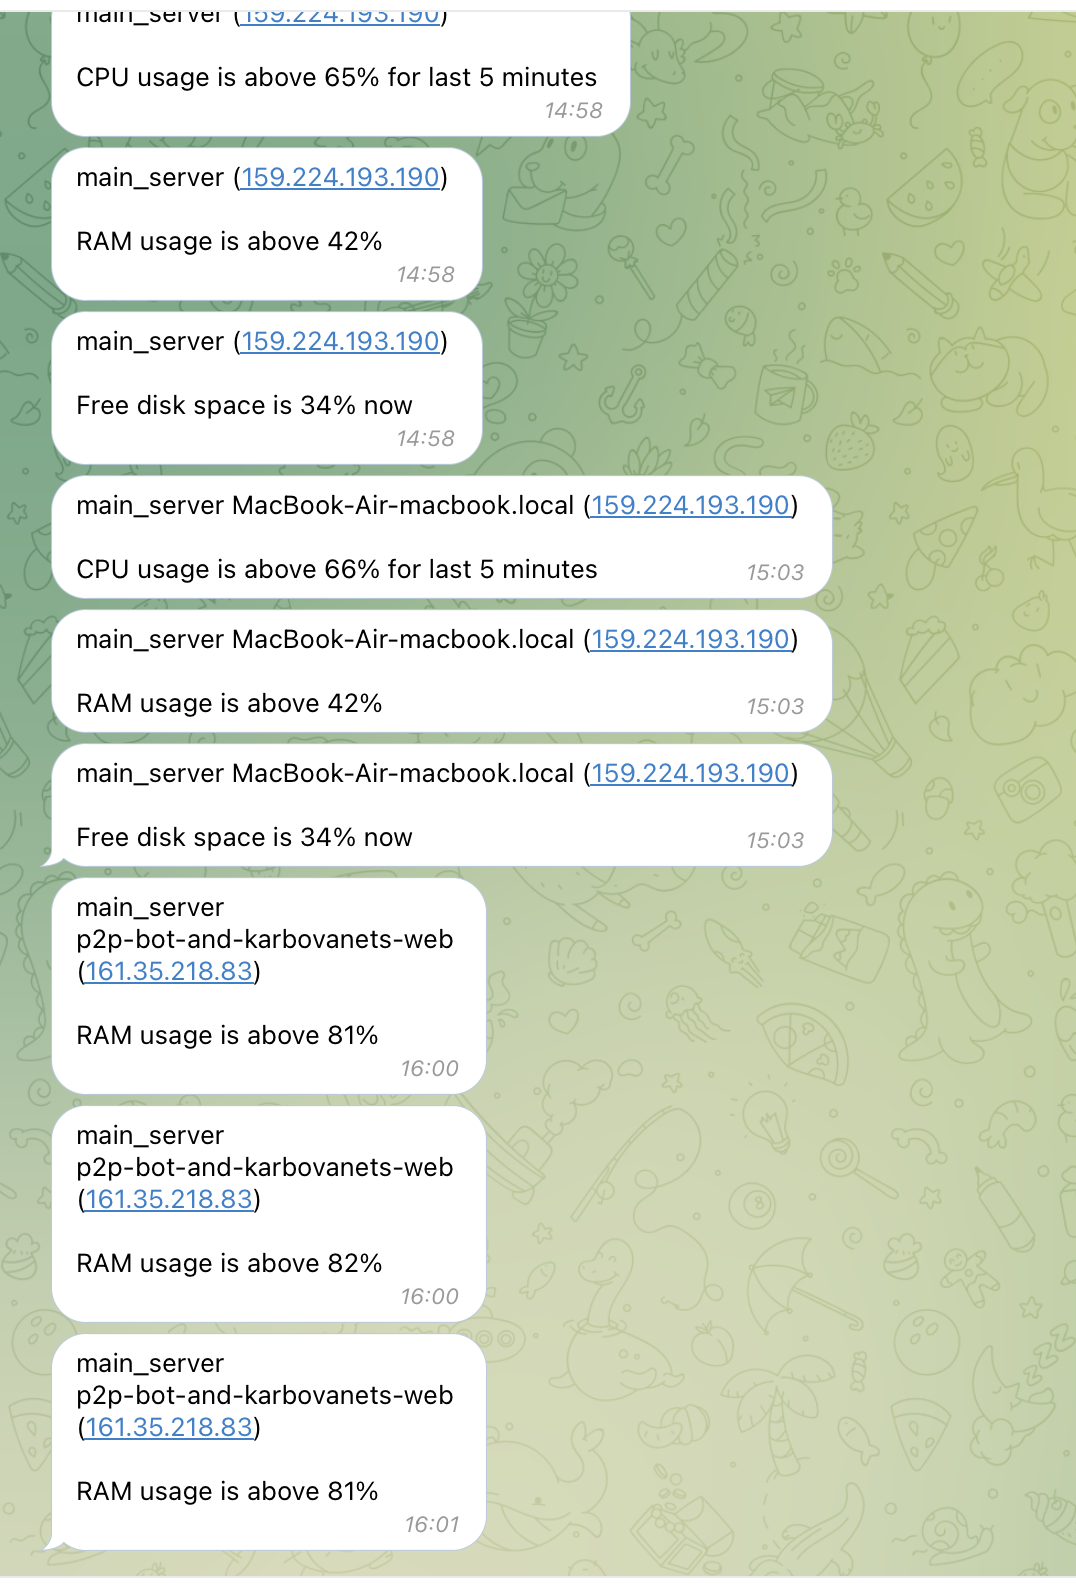 main_server (159.224.193.190)
CPU usage is above 65% for last 5 minutes
14:58
main_server (159.224.193.190)
RAM usage is above 42%
14:58
main_server (159.224.193.190)
Free disk space is 34% now
14:58
main_server MacBook-Air-macbook.local (159.224.193.190)
CPU usage is above 66% for last 5 minutes
15:03
main_server MacBook-Air-macbook.local (159.224.193.190)
RAM usage is above 42%
15:03
main_server MacBook-Air-macbook.local (159.224.193.190)
Free disk space is 34% now
15:03
main_server
p2p-bot-and-karbovanets-web
(161.35.218.83)
RAM usage is above 81%
16:00
main_server
p2p-bot-and-karbovanets-web
(161.35.218.83)
RAM usage is above 82%
16:00
main_server
p2p-bot-and-karbovanets-web
(161.35.218.83)
RAM usage is above 81%
16:01